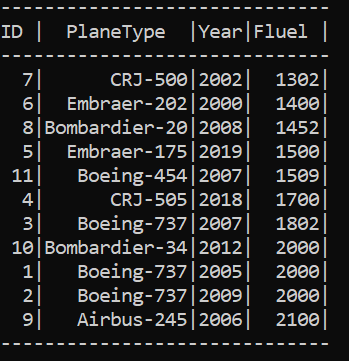 --------------------------------
ID |  PlaneType  |Year|Fluel |
--------------------------------
  7|      CRJ-500|2002|  1302|
  6|  Embraer-202|2000|  1400|
  8|Bombardier-20|2008|  1452|
  5|  Embraer-175|2019|  1500|
 11|   Boeing-454|2007|  1509|
  4|      CRJ-505|2018|  1700|
  3|   Boeing-737|2007|  1802|
 10|Bombardier-34|2012|  2000|
  1|   Boeing-737|2005|  2000|
  2|   Boeing-737|2009|  2000|
  9|   Airbus-245|2006|  2100|
--------------------------------